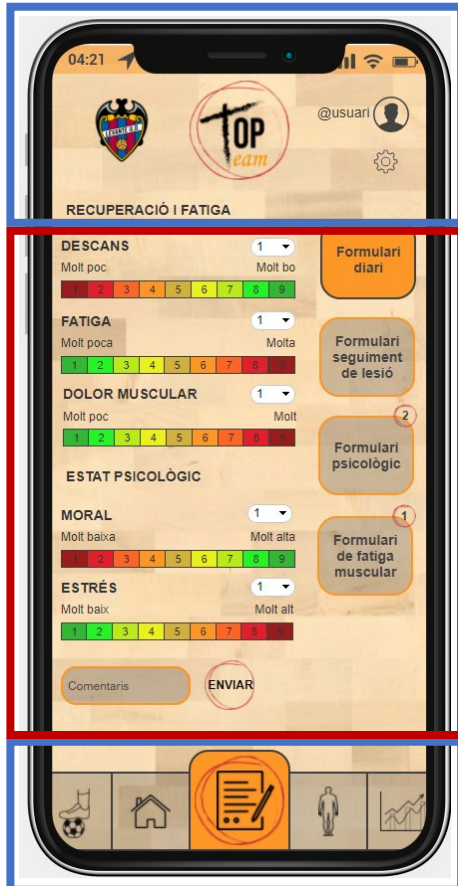 04:21
LEVANTE U.D.
TOP
eam
@usuari
RECUPERACIÓ I FATIGA
DESCANS
1
Molt poc
Molt bo
1 2 3 4 5 6 7 8 9
FATIGA
1
Molt poca
Molta
1 2 3 4 5 6 7 8 9
DOLOR MUSCULAR
1
Molt poc
Molt
1 2 3 4 5 6 7 8 9
ESTAT PSICOLÒGIC
MORAL
1
Molt baixa
Molt alta
1 2 3 4 5 6 7 8 9
ESTRÉS
1
Molt baix
Molt alt
1 2 3 4 5 6 7 8 9
Comentaris
ENVIAR
Formulari
diari
Formulari
seguiment
de lesió
2
Formulari
psicològic
1
Formulari
de fatiga
muscular